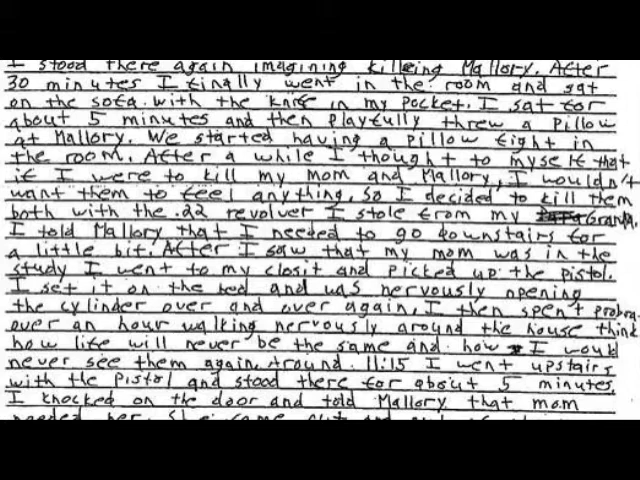 I stood there again imagining killing Mallory. After
30 minutes I finally went in the room and sat
on the sofa with the knife in my pocket. I sat for
about 5 minutes and then playfully threw a pillow
at Mallory. We started having a pillow fight in
the room. After a while I thought to myself that
if I were to kill my mom and Mallory, I wouldn't
want them to feel anything. So I decided to kill them
both with the .22 revolver I stole from my Grandpa.
I told Mallory that I needed to go downstairs for
a little bit. After I saw that my mom was in the
study I went to my closit and picked up the pistol.
I set it on the bed and was nervously opening
the cylinder over and over again. I then spent proba
over an hour walking nervously around the house think
how life will never be the same and how I would
never see them again. Around 11:15 I went upstairs
with the pistol and stood there for about 5 minutes.
I knocked on the door and told Mallory that mom
needed her. She came out and